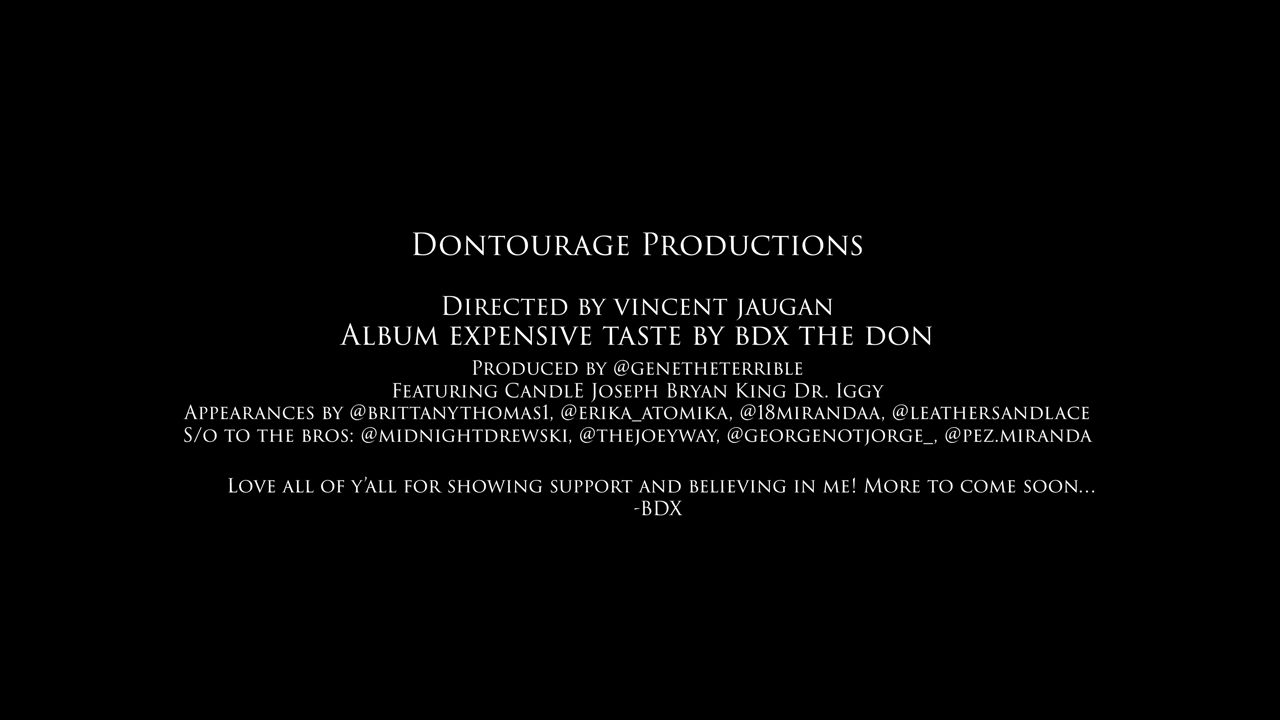 Dontourage Productions
Directed by vincent jaugan
Album expensive taste by bdx the don
Produced by @genetheterrible
Featuring CandlE Joseph Bryan King Dr. Iggy
Appearances by @brittanythomas1, @erika_atomika, @18mirandaa, @leathersandlace
S/o to the bros: @midnightdrewski, @thejoeyway, @georgenotjorge_, @pez.miranda
Love all of y'all for showing support and believing in me! More to come soon...
-BDX